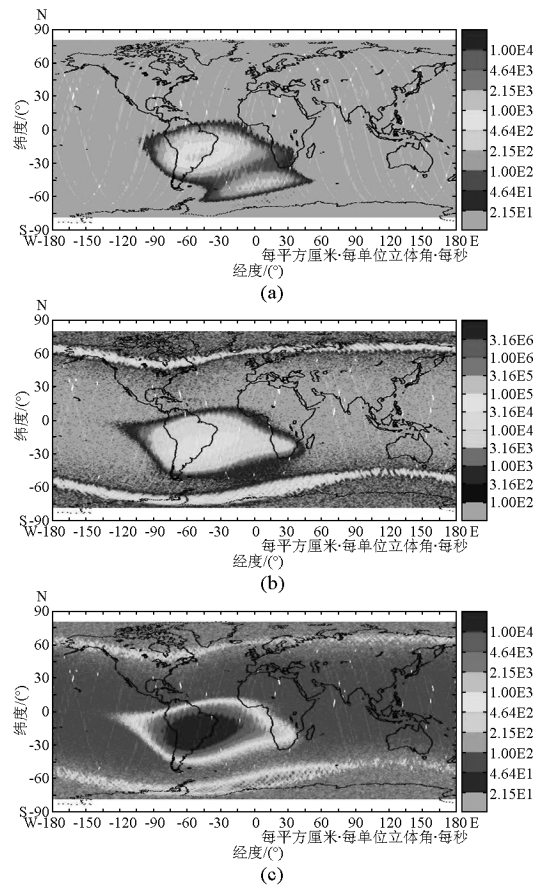 N
90
60
30
0
-30
-60
S-90
纬度/(°)
W-180 -150 -120 -90 -60 -30 0 30 60 90 120 150 180 E
每平方厘米·每单位立体角·每秒
经度/(°)
1.00E4
4.64E3
2.15E3
1.00E3
4.64E2
2.15E2
1.00E2
4.64E1
2.15E1
(a)
N
90
60
30
0
-30
-60
S-90
纬度/(°)
W-180 -150 -120 -90 -60 -30 0 30 60 90 120 150 180 E
每平方厘米·每单位立体角·每秒
经度/(°)
3.16E6
1.00E6
3.16E5
1.00E5
3.16E4
1.00E4
3.16E3
1.00E3
3.16E2
1.00E2
(b)
N
90
60
30
0
-30
-60
S-90
纬度/(°)
W-180 -150 -120 -90 -60 -30 0 30 60 90 120 150 180 E
每平方厘米·每单位立体角·每秒
经度/(°)
1.00E4
4.64E3
2.15E3
1.00E3
4.64E2
2.15E2
1.00E2
4.64E1
2.15E1
(c)